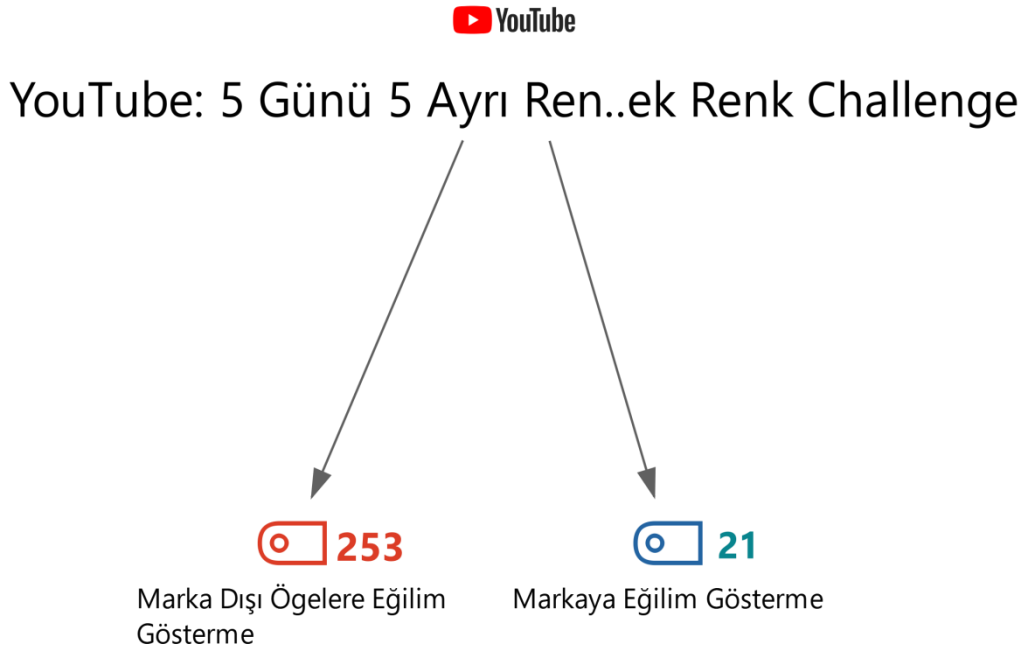 YouTube
YouTube: 5 Günü 5 Ayrı Ren..ek Renk Challenge
253
21
Marka Dışı Ögelere Eğilim
Gösterme
Markaya Eğilim Gösterme